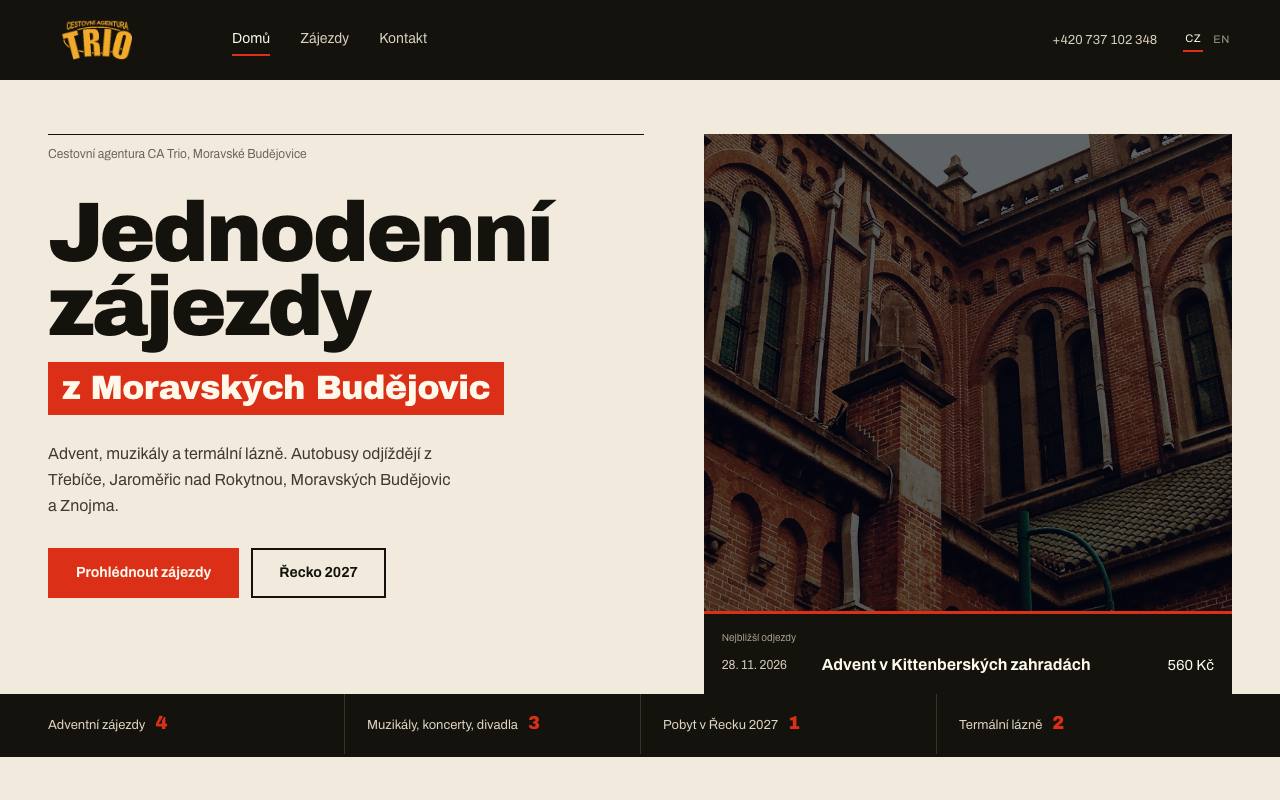 CESTOVNÍ AGENTURA
TRIO
Domů
Zájezdy
Kontakt
+420 737 102 348
CZ
EN
Cestovní agentura CA Trio, Moravské Budějovice
Jednodenní
zájezdy
z Moravských Budějovic
Advent, muzikály a termální lázně. Autobusy odjíždějí z
Třebíče, Jaroměřic nad Rokytnou, Moravských Budějovic
a Znojma.
Prohlédnout zájezdy
Řecko 2027
Nejbližší odjezdy
28. 11. 2026 Advent v Kittenberských zahradách 560 Kč
Adventní zájezdy 4
Muzikály, koncerty, divadla 3
Pobyt v Řecku 2027 1
Termální lázně 2